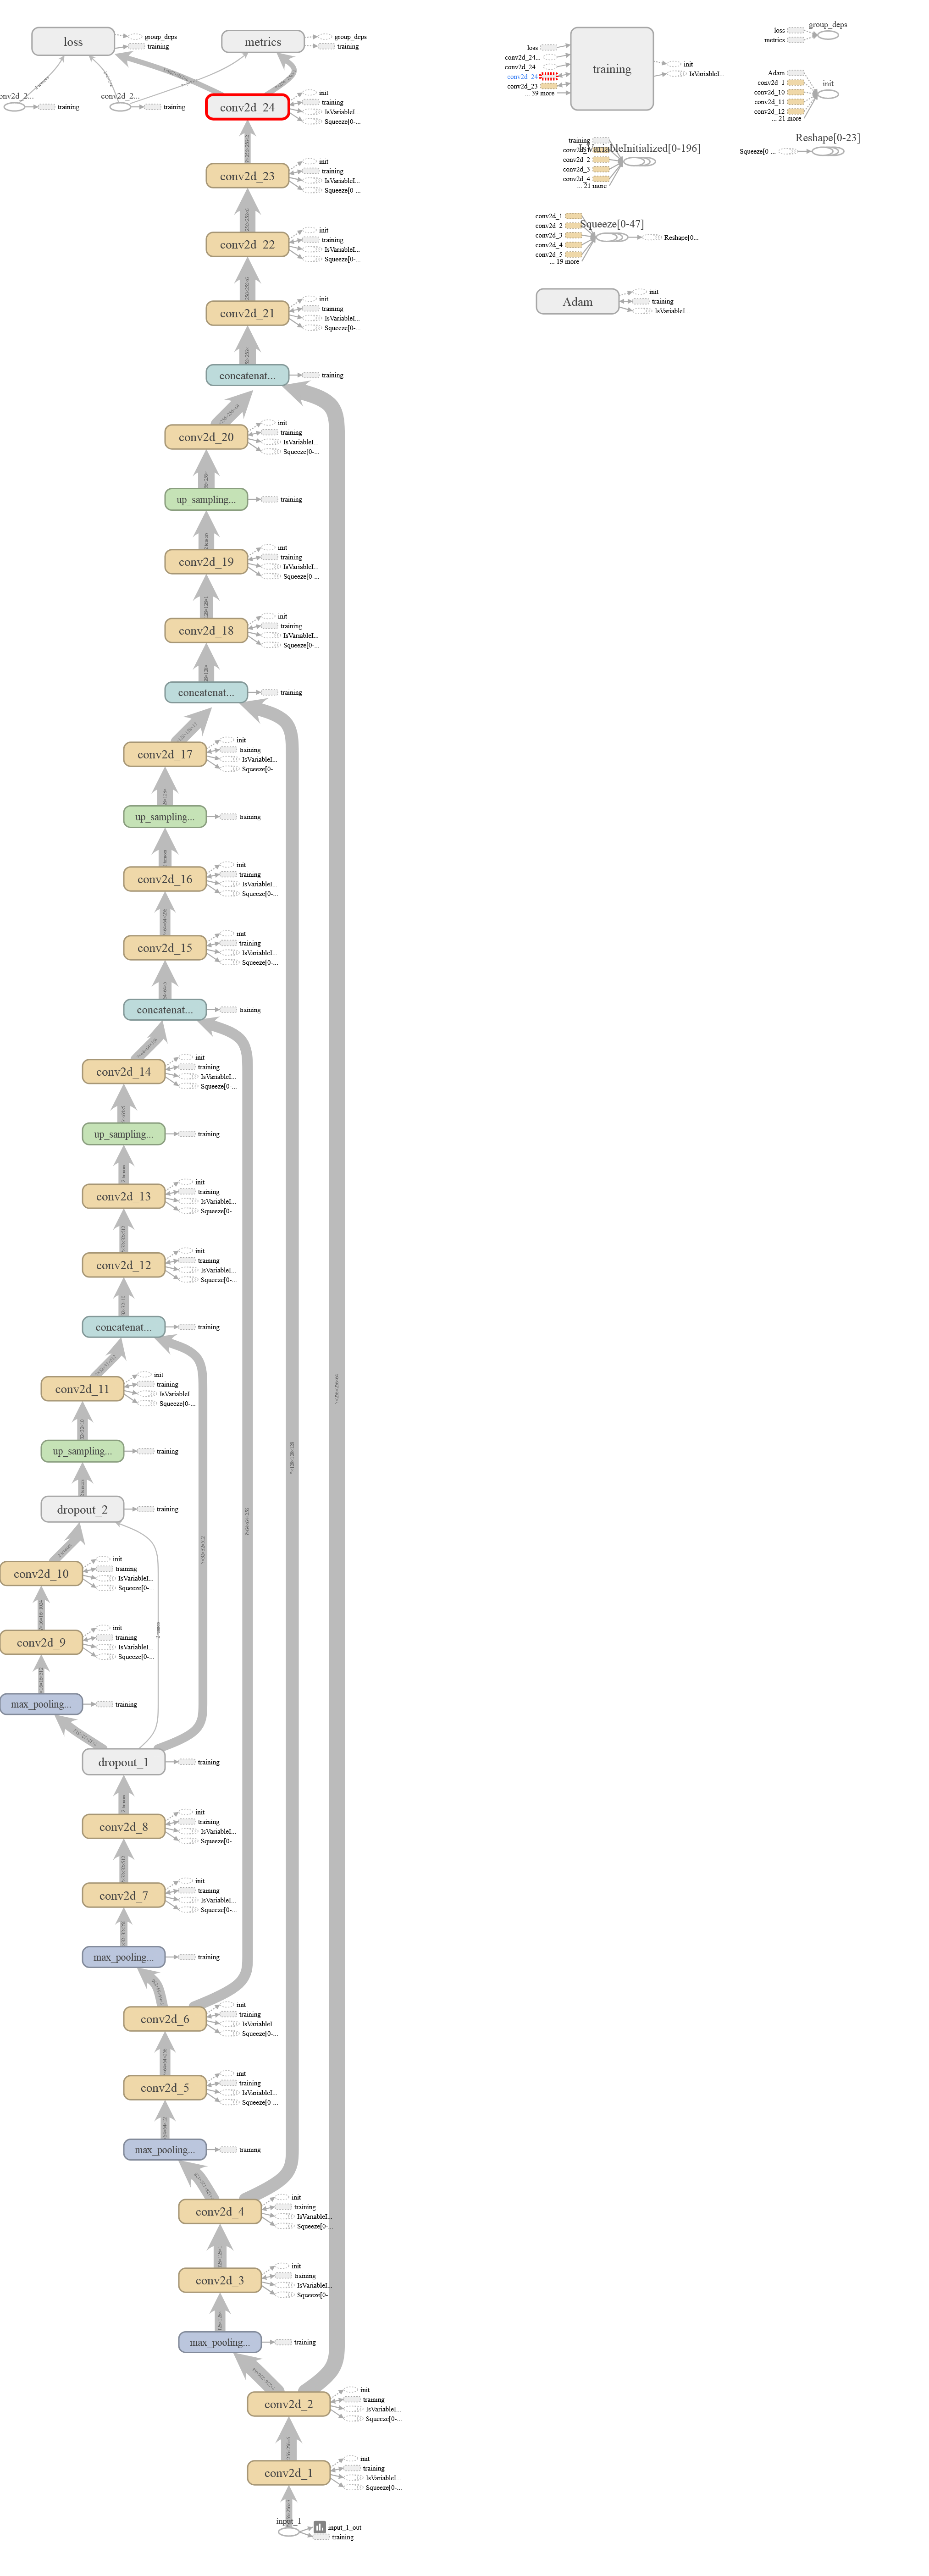 loss
group_deps
training
metrics
group_deps
training
conv2d_2...
training
conv2d_2...
training
conv2d_24
init
training
IsVariableI...
Squeeze[0-...
conv2d_23
init
training
IsVariableI...
Squeeze[0-...
conv2d_22
init
training
IsVariableI...
Squeeze[0-...
conv2d_21
init
training
IsVariableI...
Squeeze[0-...
concatenat...
training
conv2d_20
init
training
IsVariableI...
Squeeze[0-...
up_sampling...
training
conv2d_19
init
training
IsVariableI...
Squeeze[0-...
conv2d_18
init
training
IsVariableI...
Squeeze[0-...
concatenat...
training
conv2d_17
init
training
IsVariableI...
Squeeze[0-...
up_sampling...
training
conv2d_16
init
training
IsVariableI...
Squeeze[0-...
conv2d_15
init
training
IsVariableI...
Squeeze[0-...
concatenat...
training
conv2d_14
init
training
IsVariableI...
Squeeze[0-...
up_sampling...
training
conv2d_13
init
training
IsVariableI...
Squeeze[0-...
conv2d_12
init
training
IsVariableI...
Squeeze[0-...
concatenat...
training
conv2d_11
init
training
IsVariableI...
Squeeze[0-...
up_sampling...
training
dropout_2
training
conv2d_10
init
training
IsVariableI...
Squeeze[0-...
conv2d_9
init
training
IsVariableI...
Squeeze[0-...
max_pooling...
training
dropout_1
training
conv2d_8
init
training
IsVariableI...
Squeeze[0-...
conv2d_7
init
training
IsVariableI...
Squeeze[0-...
max_pooling...
training
conv2d_6
init
training
IsVariableI...
Squeeze[0-...
conv2d_5
init
training
IsVariableI...
Squeeze[0-...
max_pooling...
training
conv2d_4
init
training
IsVariableI...
Squeeze[0-...
conv2d_3
init
training
IsVariableI...
Squeeze[0-...
max_pooling...
training
conv2d_2
init
training
IsVariableI...
Squeeze[0-...
conv2d_1
init
training
IsVariableI...
Squeeze[0-...
input_1
input_1_out
training
loss
conv2d_24...
conv2d_24...
conv2d_24
conv2d_23
... 39 more
training
init
IsVariableI...
group_deps
loss
metrics
init
Adam
conv2d_1
conv2d_10
conv2d_11
conv2d_12
... 21 more
IsVariableInitialized[0-196]
training
conv2d_2
conv2d_3
conv2d_4
... 21 more
Reshape[0-23]
Squeeze[0-...
Squeeze[0-47]
conv2d_1
conv2d_2
conv2d_3
conv2d_4
conv2d_5
... 19 more
Reshape[0...
Adam
init
training
IsVariableI...